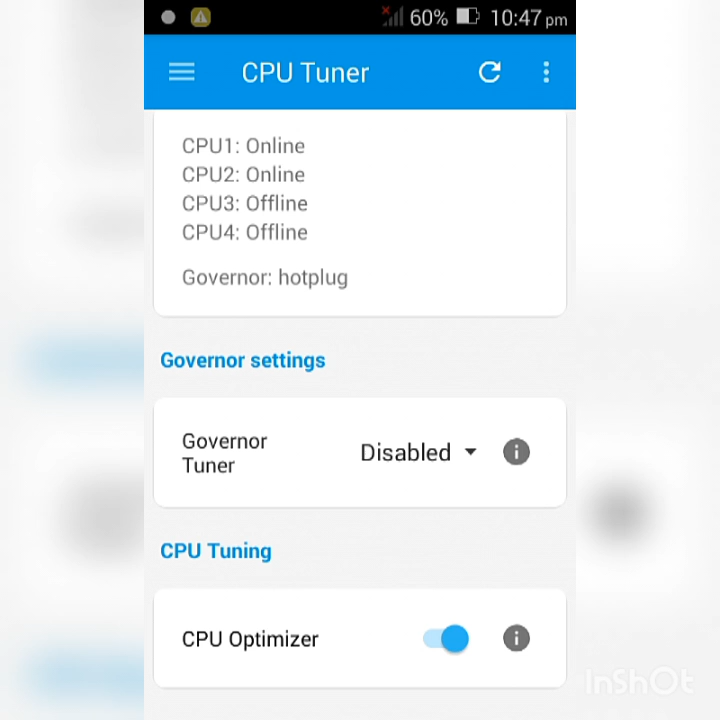 60% 10:47 pm
CPU Tuner
CPU1: Online
CPU2: Online
CPU3: Offline
CPU4: Offline
Governor: hotplug
Governor settings
Governor
Tuner
Disabled
CPU Tuning
CPU Optimizer
InShOt